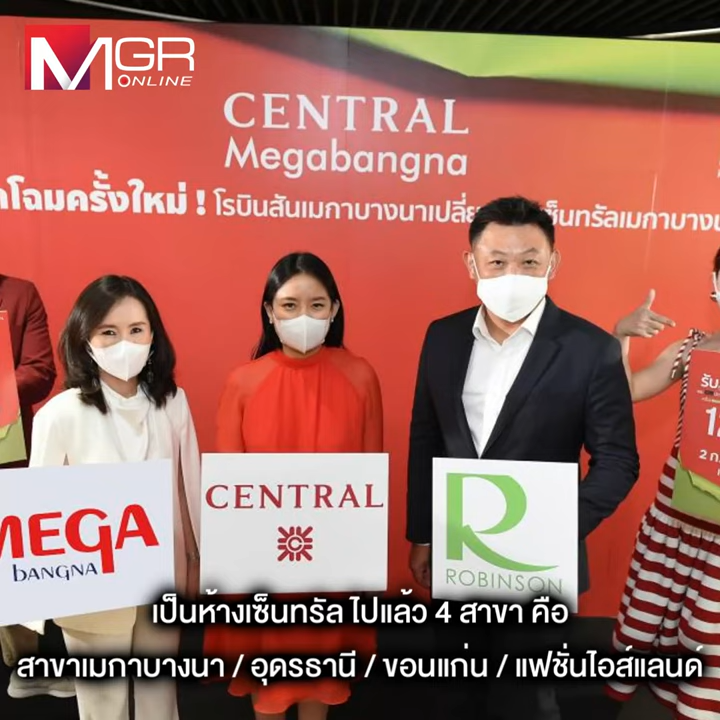 MGR
ONLINE
CENTRAL
Megabangna
โฉมครั้งใหม่ ! โรบินสันเมกาบางนาเปลี่ย
ซ็นทรัลเมกาบางน
MEGA
bANGNA
CENTRAL
R
ROBINSON
รับ
2 ก.
เป็นห้างเซ็นทรัล ไปแล้ว 4 สาขา คือ
สาขาเมกาบางนา / อุดรธานี / ขอนแก่น / แฟชั่นไอส์แลนด์